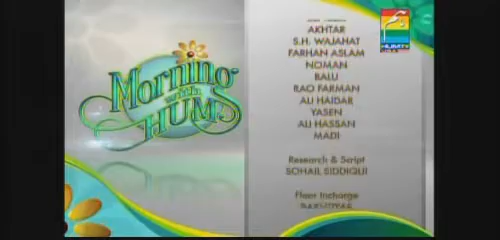 Morning
with
HUM
AKHTAR
S.H. WAJAHAT
FARHAN ASLAM
NOMAN
BALU
RAO FARMAN
ALI HAIDAR
YASEN
ALI HASSAN
MADI
Research & Script
SOHAIL SIDDIQUI
Floor Incharge